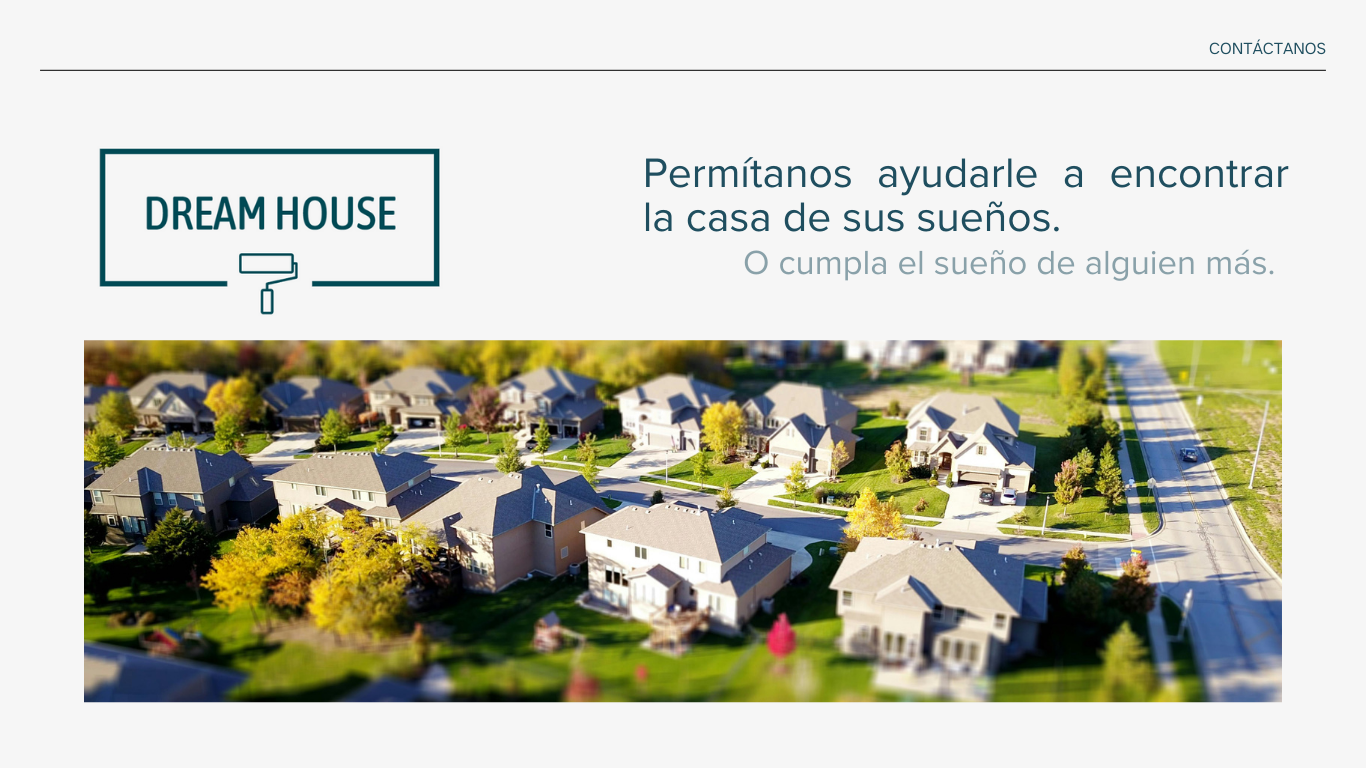 CONTÁCTANOS
DREAM HOUSE
Permítanos ayudarle a encontrar
la casa de sus sueños.
O cumpla el sueño de alguien más.